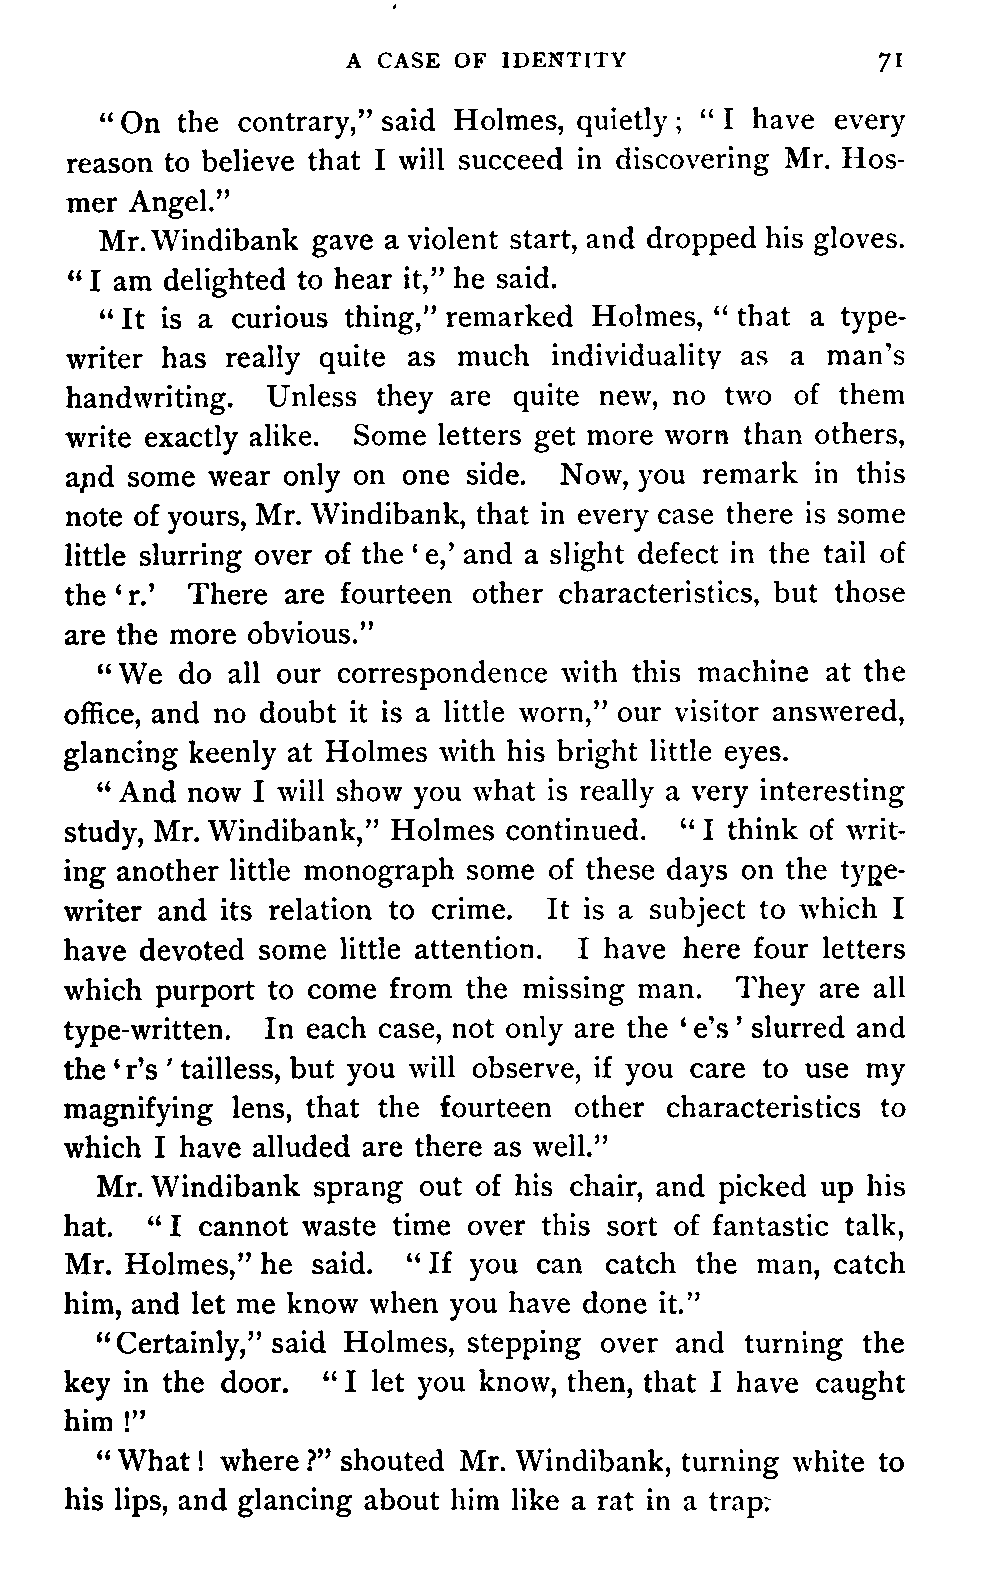 A CASE OF IDENTITY 71
“On the contrary,” said Holmes, quietly; “I have every
reason to believe that I will succeed in discovering Mr. Hos-
mer Angel.”
Mr. Windibank gave a violent start, and dropped his gloves.
“I am delighted to hear it,” he said.
“It is a curious thing,” remarked Holmes, “that a type-
writer has really quite as much individuality as a man’s
handwriting. Unless they are quite new, no two of them
write exactly alike. Some letters get more worn than others,
and some wear only on one side. Now, you remark in this
note of yours, Mr. Windibank, that in every case there is some
little slurring over of the ‘e,’ and a slight defect in the tail of
the ‘r.’ There are fourteen other characteristics, but those
are the more obvious.”
“We do all our correspondence with this machine at the
office, and no doubt it is a little worn,” our visitor answered,
glancing keenly at Holmes with his bright little eyes.
“And now I will show you what is really a very interesting
study, Mr. Windibank,” Holmes continued. “I think of writ-
ing another little monograph some of these days on the type-
writer and its relation to crime. It is a subject to which I
have devoted some little attention. I have here four letters
which purport to come from the missing man. They are all
type-written. In each case, not only are the ‘e’s’ slurred and
the ‘r’s’ tailless, but you will observe, if you care to use my
magnifying lens, that the fourteen other characteristics to
which I have alluded are there as well.”
Mr. Windibank sprang out of his chair, and picked up his
hat. “I cannot waste time over this sort of fantastic talk,
Mr. Holmes,” he said. “If you can catch the man, catch
him, and let me know when you have done it.”
“Certainly,” said Holmes, stepping over and turning the
key in the door. “I let you know, then, that I have caught
him!”
“What! where?” shouted Mr. Windibank, turning white to
his lips, and glancing about him like a rat in a trap.